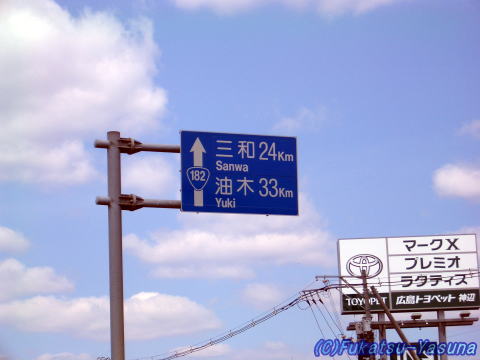 三和 24Km
Sanwa
182
油木 33Km
Yuki
マークX
プレミオ
ラクティス
TOYOPET 広島トヨペット 神辺
(C)Fukatsu-Yasuna